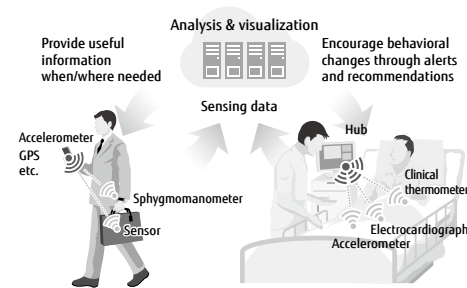 Analysis & visualization
Provide useful
information
when/where needed
Encourage behavioral
changes through alerts
and recommendations
Sensing data
Accelerometer
GPS
etc.
Sphygmomanometer
Sensor
Hub
Clinical
thermometer
Electrocardiograph
Accelerometer